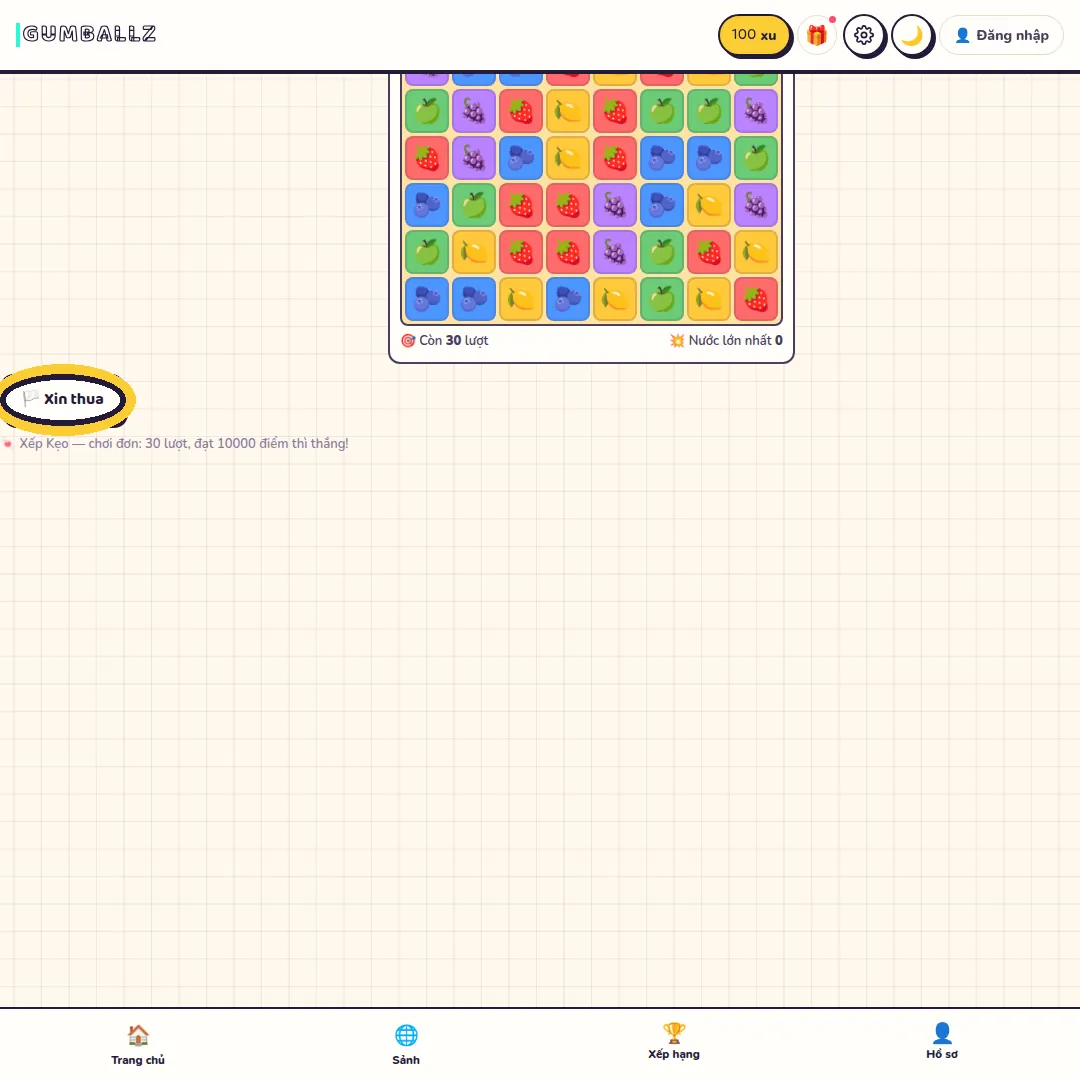 GUMBALLZ
100 xu
Đăng nhập
Còn 30 lượt
Nước lớn nhất 0
Xin thua
Xếp Kẹo — chơi đơn: 30 lượt, đạt 10000 điểm thì thắng!
Trang chủ
Sảnh
Xếp hạng
Hồ sơ